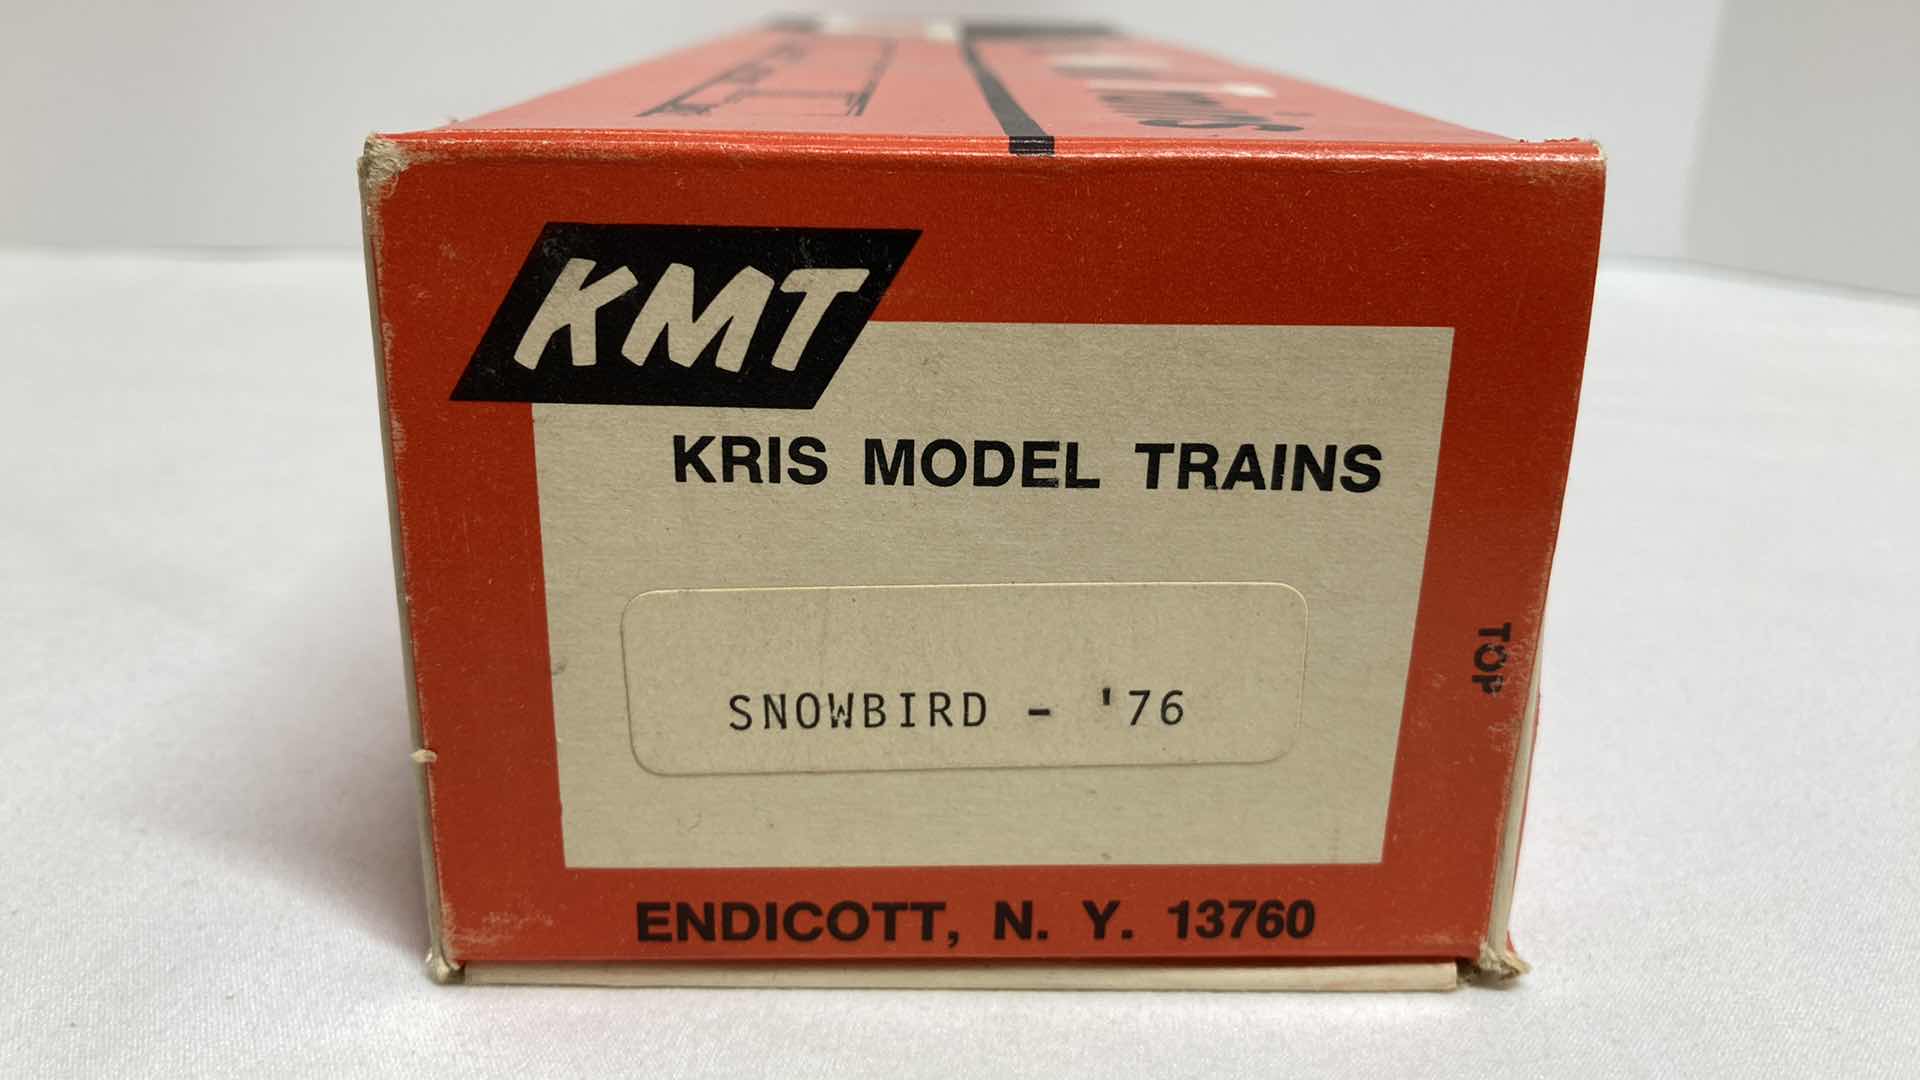 KMT
KRIS MODEL TRAINS
SNOWBIRD - '76
TOP
ENDICOTT, N. Y. 13760